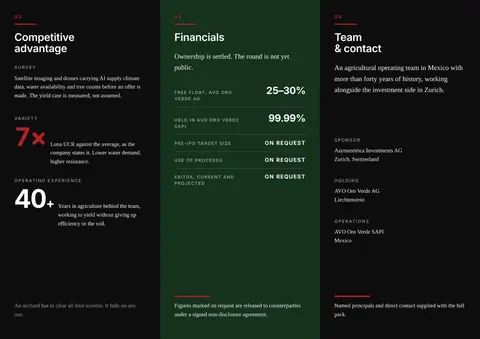 03
Competitive
advantage
SURVEY
Satellite imaging and drones carrying AI supply climate
data, water availability and tree counts before an offer is
made. The yield case is measured, not assumed.
VARIETY
7×
Luna UCR against the average, as the
company states it. Lower water demand,
higher resistance.
OPERATING EXPERIENCE
40+
Years in agriculture behind the team,
working to yield without giving up
efficiency or the soil.
An orchard has to clear all four screens. It fails on any
one.
Financials
Ownership is settled. The round is not yet
public.
FREE FLOAT, AVO ORO
VERDE AG
25–30%
HELD IN AVO ORO VERDE
SAPI
99.99%
PRE-IPO TARGET SIZE
ON REQUEST
USE OF PROCEEDS
ON REQUEST
EBITDA, CURRENT AND
PROJECTED
ON REQUEST
Figures marked on request are released to counterparties
under a signed non-disclosure agreement.
Team
& contact
An agricultural operating team in Mexico with
more than forty years of history, working
alongside the investment side in Zurich.
SPONSOR
Asymmetrica Investments AG
Zurich, Switzerland
HOLDING
AVO Oro Verde AG
Liechtenstein
OPERATIONS
AVO Oro Verde SAPI
Mexico
Named principals and direct contact supplied with the full
pack.